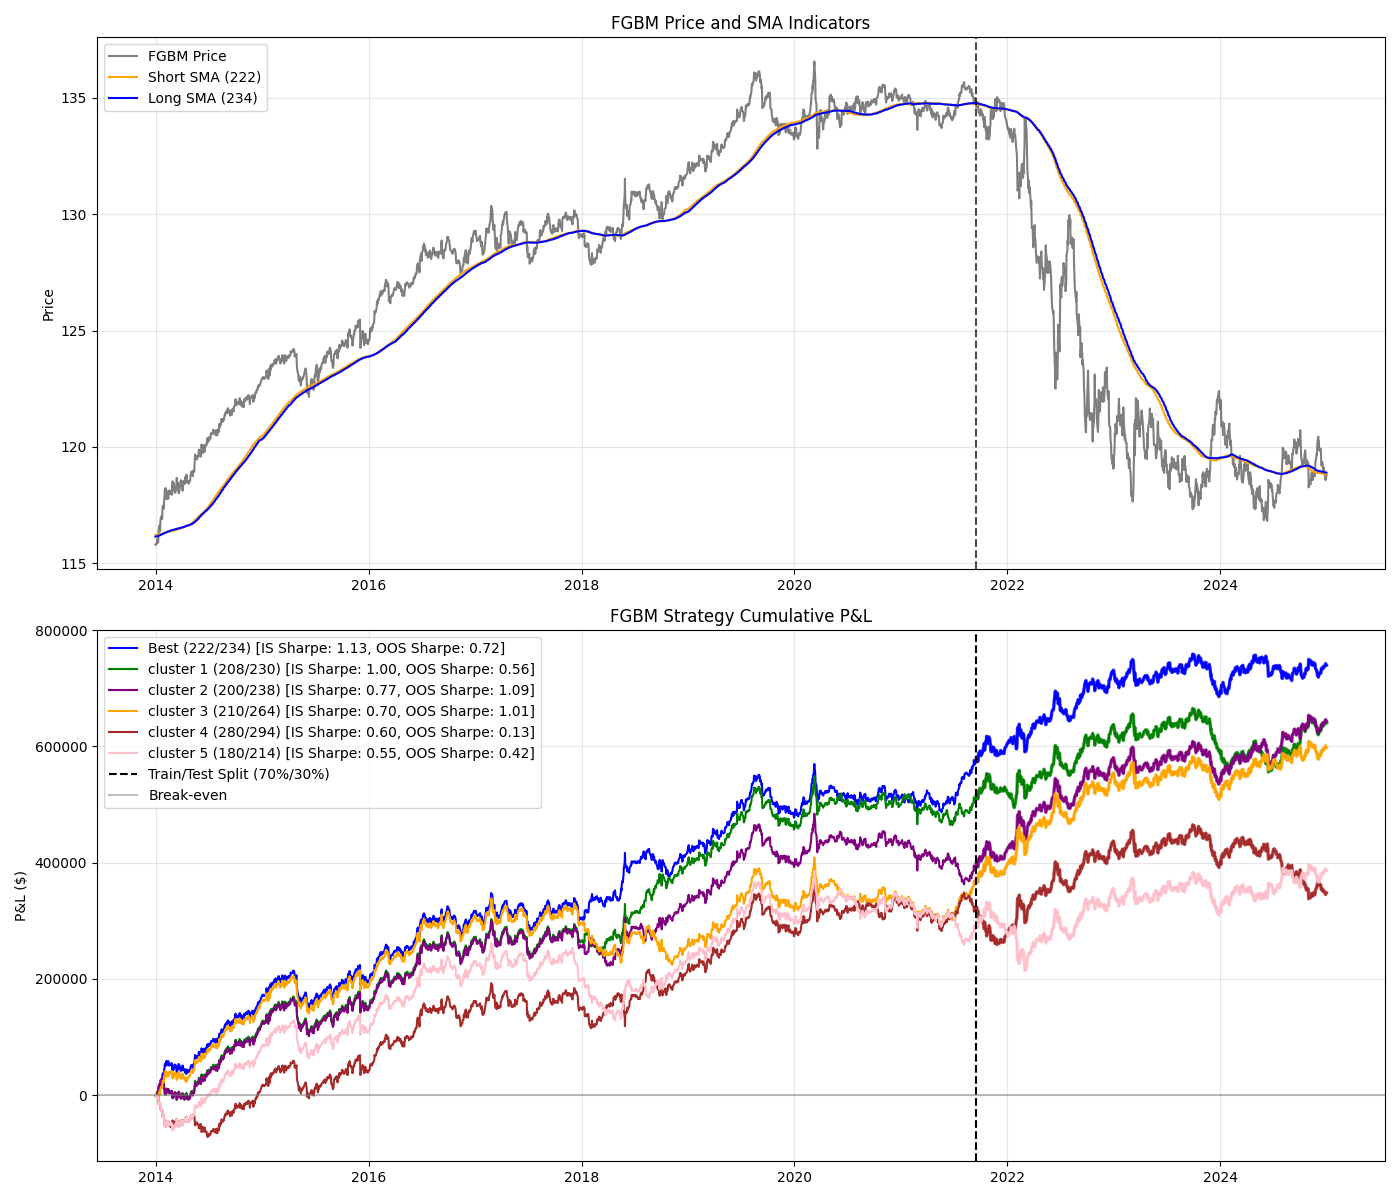 FGBM Price and SMA Indicators
FGBM Price
Short SMA (222)
Long SMA (234)
Price
135
130
125
120
115
2014
2016
2018
2020
2022
2024
FGBM Strategy Cumulative P&L
Best (222/234) [IS Sharpe: 1.13, OOS Sharpe: 0.72]
cluster 1 (208/230) [IS Sharpe: 1.00, OOS Sharpe: 0.56]
cluster 2 (200/238) [IS Sharpe: 0.77, OOS Sharpe: 1.09]
cluster 3 (210/264) [IS Sharpe: 0.70, OOS Sharpe: 1.01]
cluster 4 (280/294) [IS Sharpe: 0.60, OOS Sharpe: 0.13]
cluster 5 (180/214) [IS Sharpe: 0.55, OOS Sharpe: 0.42]
Train/Test Split (70%/30%)
Break-even
P&L ($)
800000
600000
400000
200000
0
2014
2016
2018
2020
2022
2024